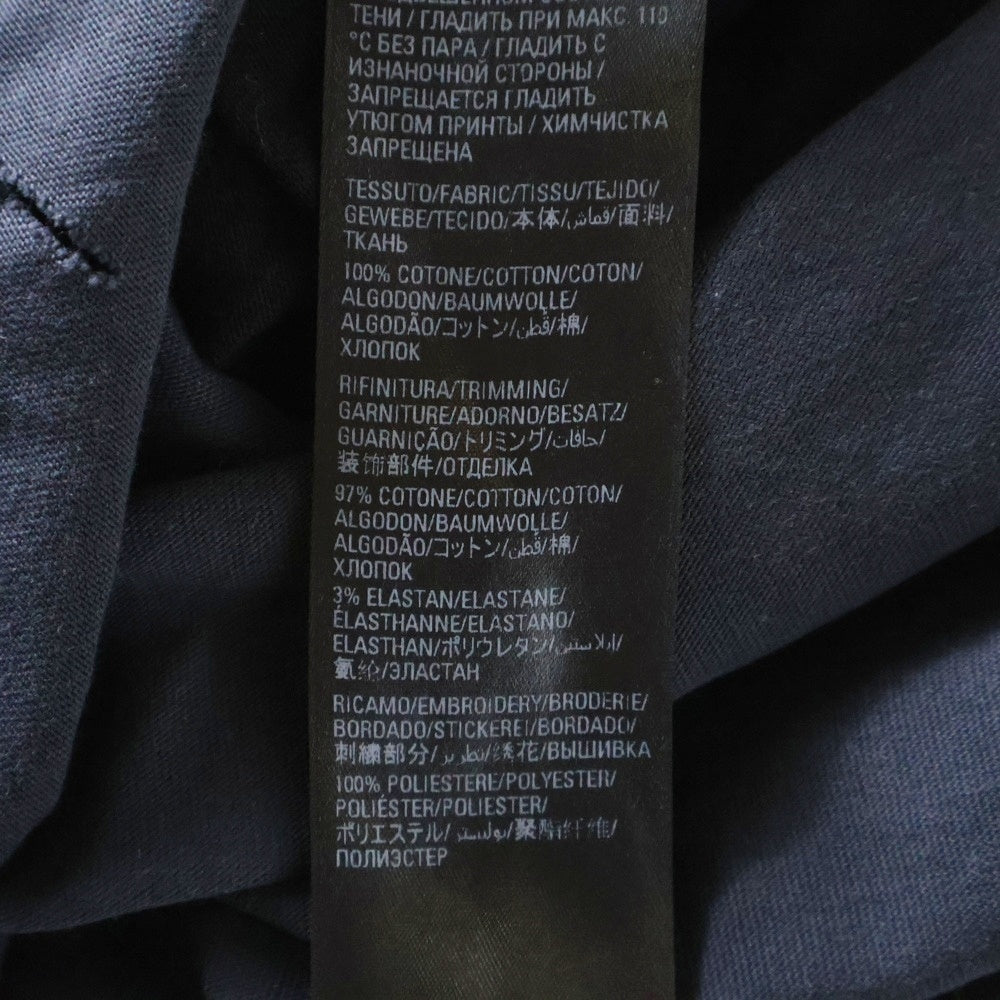 ТЕНИ / ГЛАДИТЬ ПРИ МАКС. 110
°C БЕЗ ПАРА / ГЛАДИТЬ С
ИЗНАНОЧНОЙ СТОРОНЫ /
ЗАПРЕЩАЕТСЯ ГЛАДИТЬ
УТЮГОМ ПРИНТЫ / ХИМЧИСТКА
ЗАПРЕЩЕНА
TESSUTO/FABRIC/TISSU/TEJIDO/
GEWEBE/TECIDO/本体/قماش/面料/
ТКАНЬ
100% COTONE/COTTON/COTON/
ALGODON/BAUMWOLLE/
ALGODÃO/コットン/قطن/棉/
ХЛОПОК
RIFINITURA/TRIMMING/
GARNITURE/ADORNO/BESATZ/
GUARNICÃO/トリミング/حافات/
装饰部件/ОТДЕЛКА
97% COTONE/COTTON/COTON/
ALGODON/BAUMWOLLE/
ALGODÃO/コットン/قطن/棉/
ХЛОПОК
3% ELASTAN/ELASTANE/
ÉLASTHANNE/ELASTANO/
ELASTHAN/ポリウレタン/
氨纶/ЭЛАСТАН
RICAMO/EMBROIDERY/BRODERIE/
BORDADO/STICKEREI/BORDADO/
刺繍部分/تطريز/绣花/ВЫШИВКА
100% POLIESTERE/POLYESTER/
POLIÉSTER/POLIESTER/
ポリエステル/بوليستر/聚酯纤维/
ПОЛИЭСТЕР